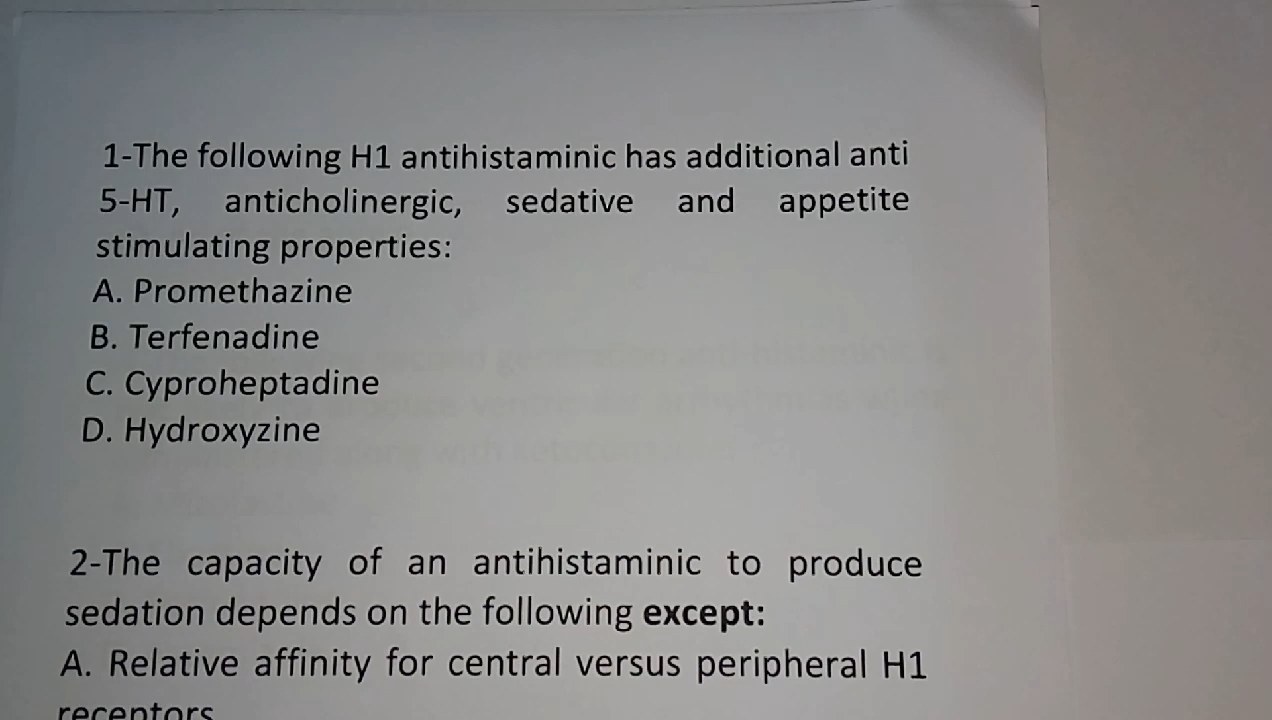 1-The following H1 antihistaminic has additional anti
5-HT, anticholinergic, sedative and appetite
stimulating properties:
A. Promethazine
B. Terfenadine
C. Cyproheptadine
D. Hydroxyzine
2-The capacity of an antihistaminic to produce
sedation depends on the following except:
A. Relative affinity for central versus peripheral H1
receptors